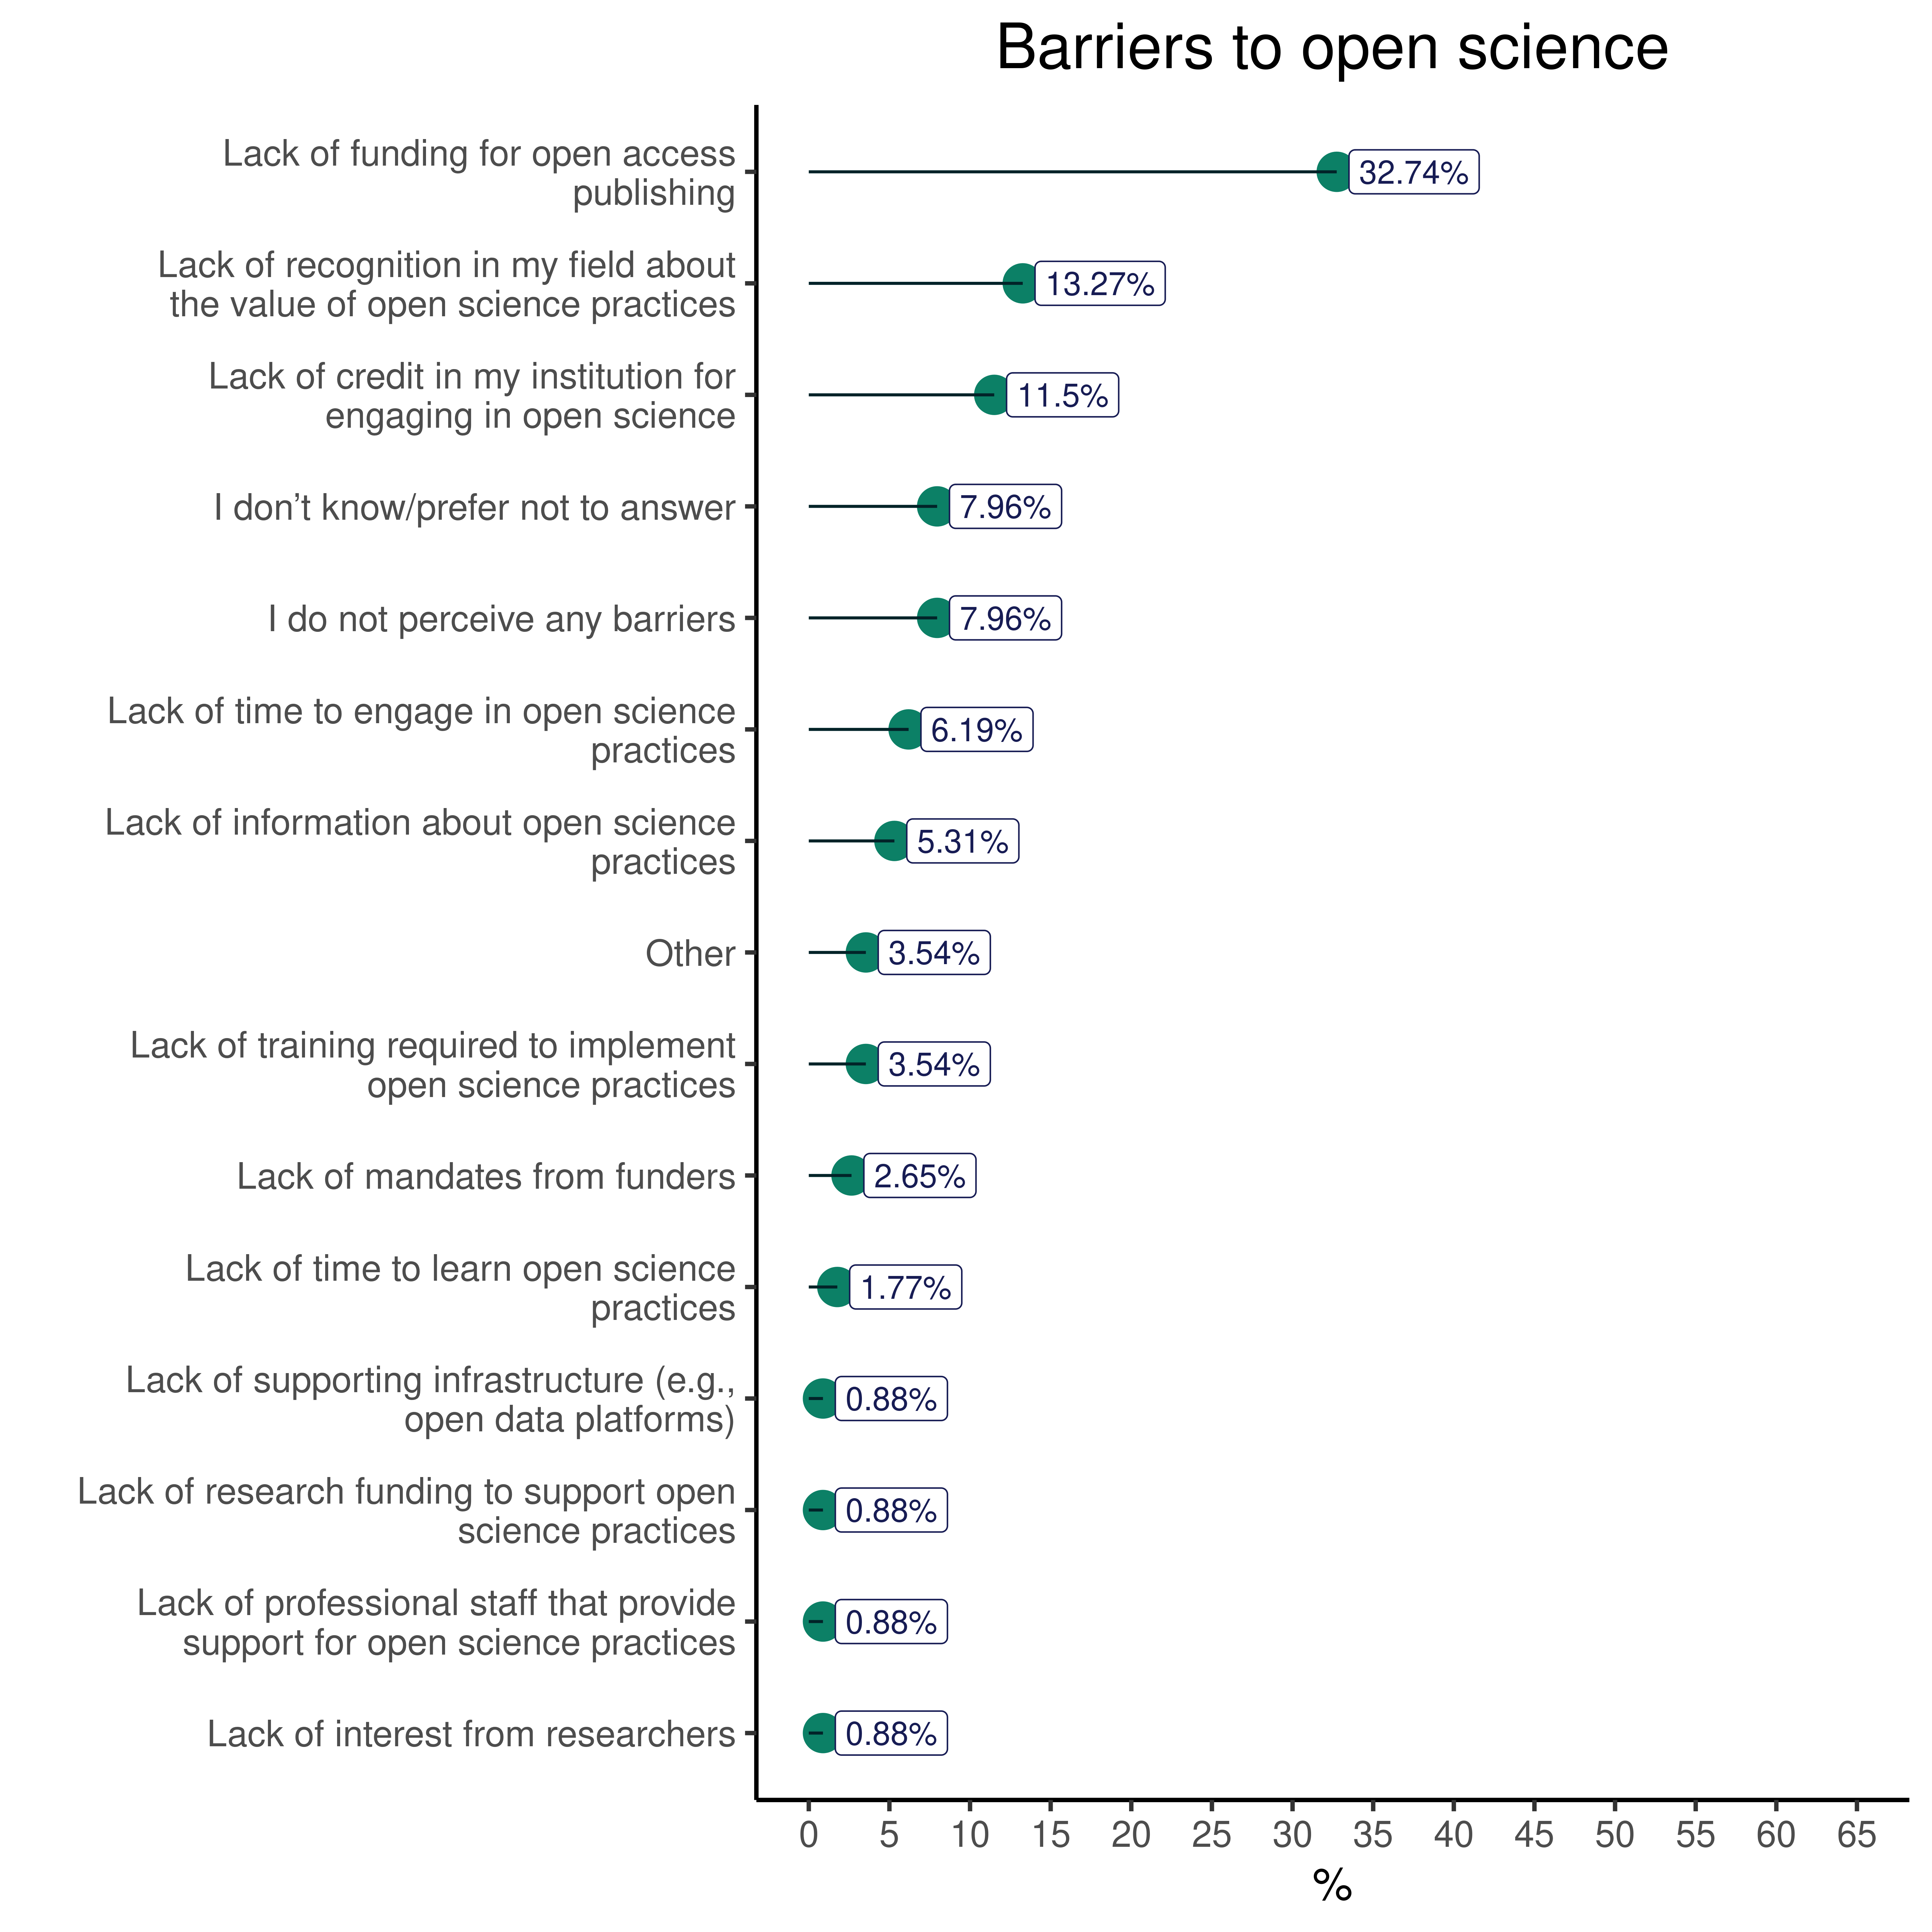 Barriers to open science
Lack of funding for open access
publishing
32.74%
Lack of recognition in my field about
the value of open science practices
13.27%
Lack of credit in my institution for
engaging in open science
11.5%
I don’t know/prefer not to answer
7.96%
I do not perceive any barriers
7.96%
Lack of time to engage in open science
practices
6.19%
Lack of information about open science
practices
5.31%
Other
3.54%
Lack of training required to implement
open science practices
3.54%
Lack of mandates from funders
2.65%
Lack of time to learn open science
practices
1.77%
Lack of supporting infrastructure (e.g.,
open data platforms)
0.88%
Lack of research funding to support open
science practices
0.88%
Lack of professional staff that provide
support for open science practices
0.88%
Lack of interest from researchers
0.88%
0 5 10 15 20 25 30 35 40 45 50 55 60 65
%